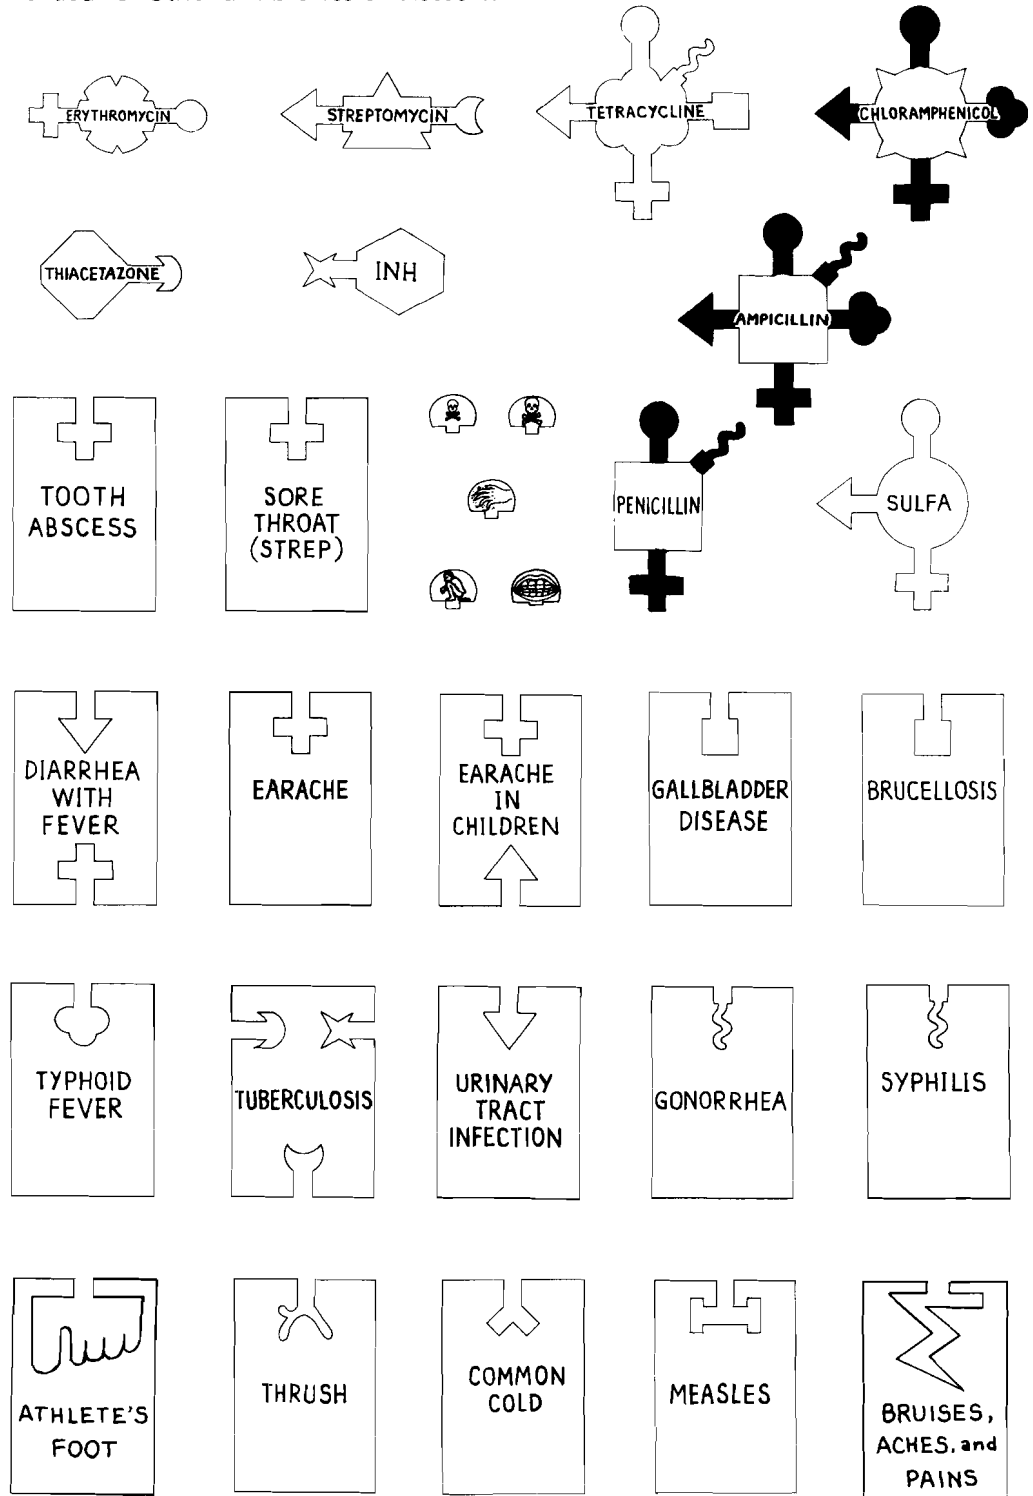 ERYTHROMYCIN
STREPTOMYCIN
TETRACYCLINE
CHLORAMPHENICOL
THIACETAZONE
INH
AMPICILLIN
TOOTH
ABSCESS
SORE
THROAT
(STREP)
PENICILLIN
SULFA
DIARRHEA
WITH
FEVER
EARACHE
EARACHE
IN
CHILDREN
GALLBLADDER
DISEASE
BRUCELLOSIS
TYPHOID
FEVER
TUBERCULOSIS
URINARY
TRACT
INFECTION
GONORRHEA
SYPHILIS
ATHLETE'S
FOOT
THRUSH
COMMON
COLD
MEASLES
BRUISES,
ACHES, and
PAINS